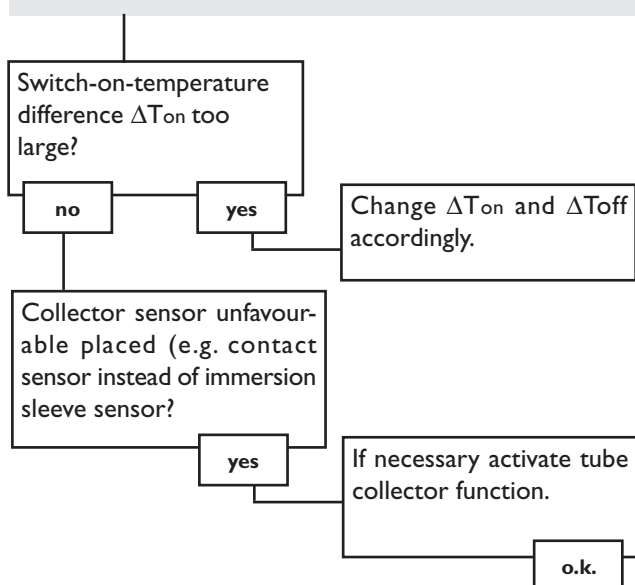 Switch-on-temperature
difference ΔTon too
large?
no
yes
Change ΔTon and ΔToff
accordingly.
Collector sensor unfavour-
able placed (e.g. contact
sensor instead of immersion
sleeve sensor?
yes
If necessary activate tube
collector function.
o.k.